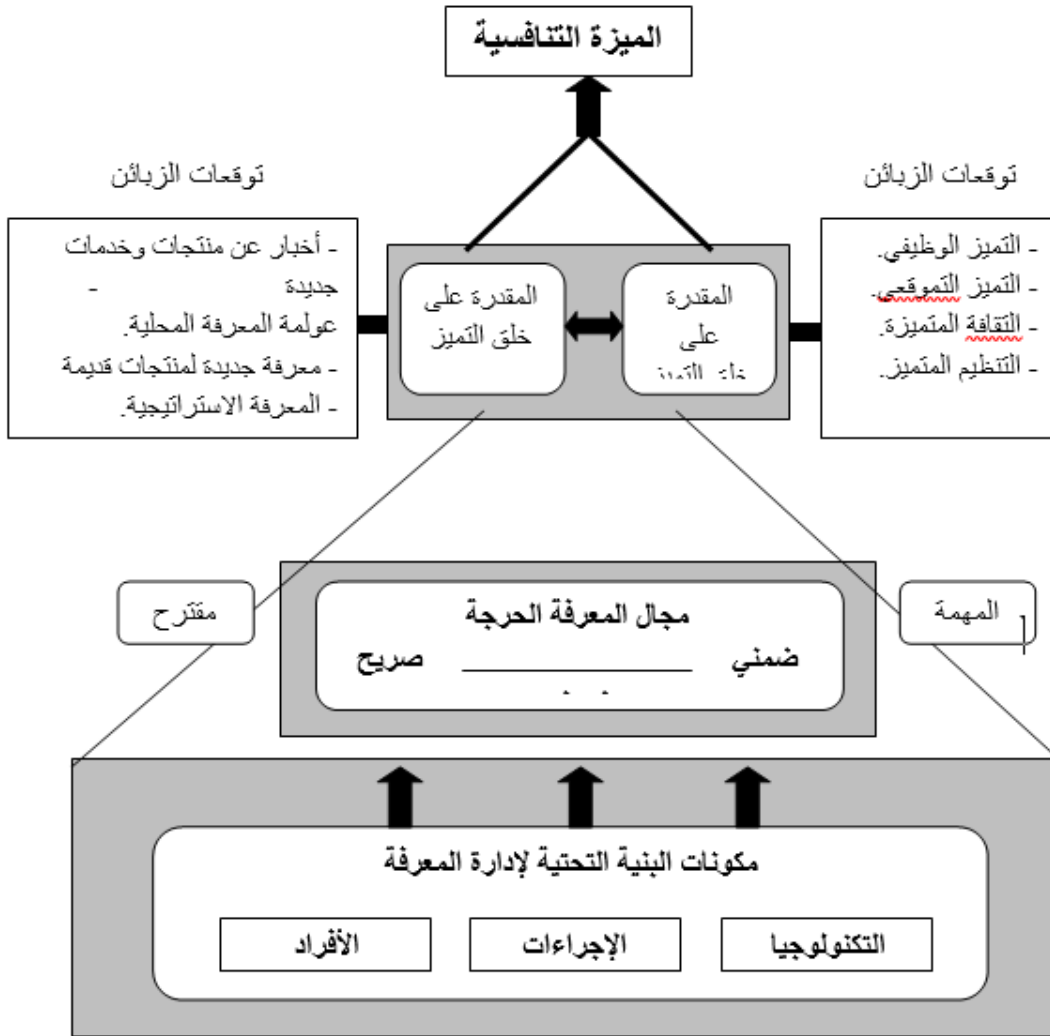 الميزة التنافسية
توقعات الزبائن
توقعات الزبائن
- التميز الوظيفي.
- التميز التموقعي.
- الثقافة المتميزة.
- التنظيم المتميز.
المقدرة
على
المقدرة على
خلق التميز
- أخبار عن منتجات وخدمات
جديدة -
عولمة المعرفة المحلية.
- معرفة جديدة لمنتجات قديمة
- المعرفة الاستراتيجية.
المهمة
مقترح
مجال المعرفة الحرجة
ضمني ــــــــــــــ صريح
مكونات البنية التحتية لإدارة المعرفة
التكنولوجيا
الإجراءات
الأفراد